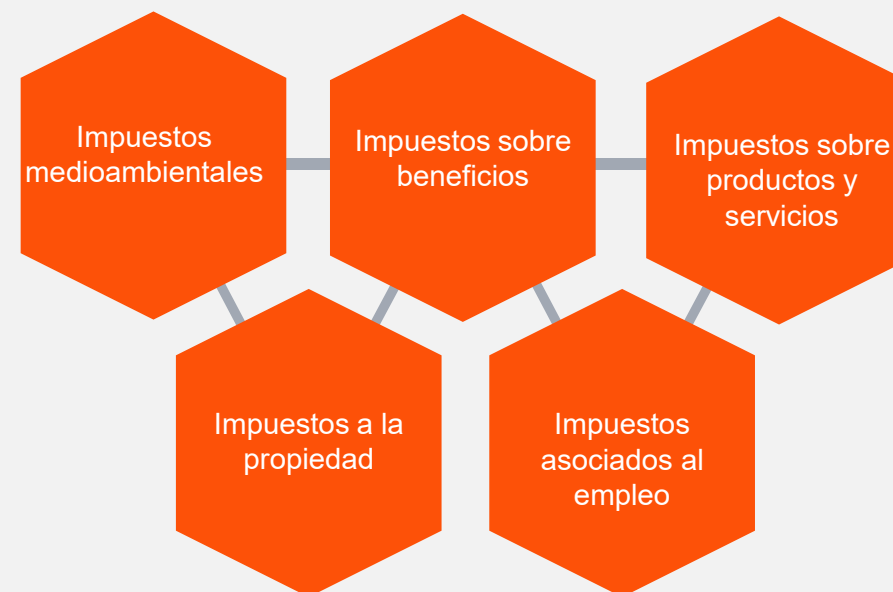 Impuestos
medioambientales
Impuestos sobre
beneficios
Impuestos sobre
productos y
servicios
Impuestos a la
propiedad
Impuestos
asociados al
empleo